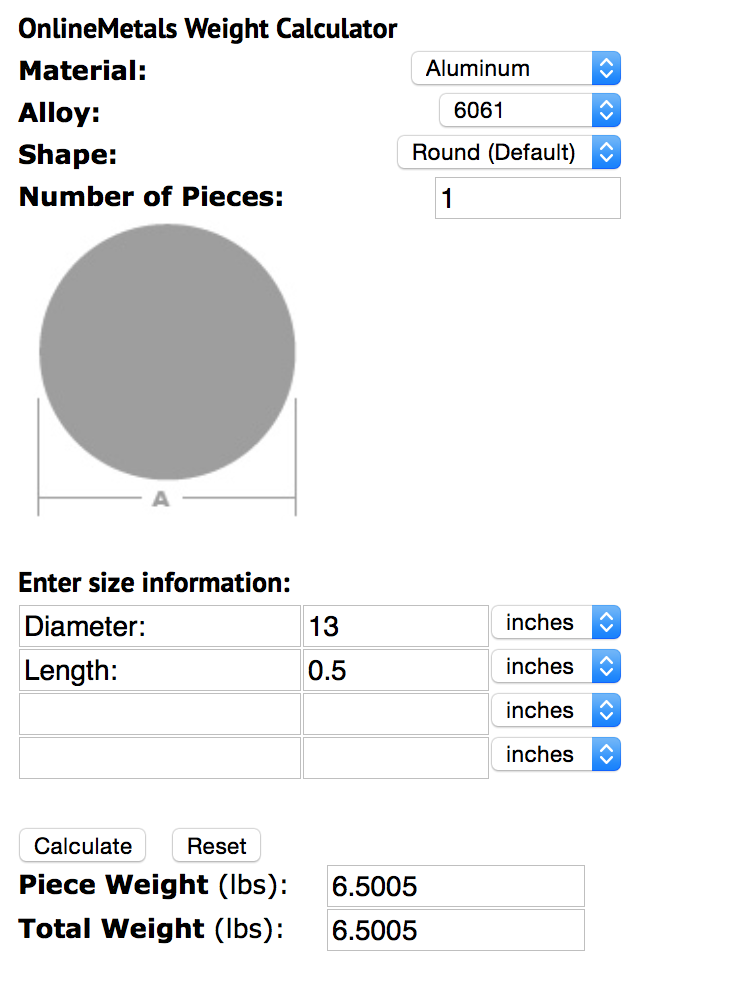 OnlineMetals Weight Calculator
Material: Aluminum
Alloy: 6061
Shape: Round (Default)
Number of Pieces: 1
A
Enter size information:
Diameter: 13 inches
Length: 0.5 inches
inches
inches
Calculate Reset
Piece Weight (lbs): 6.5005
Total Weight (lbs): 6.5005